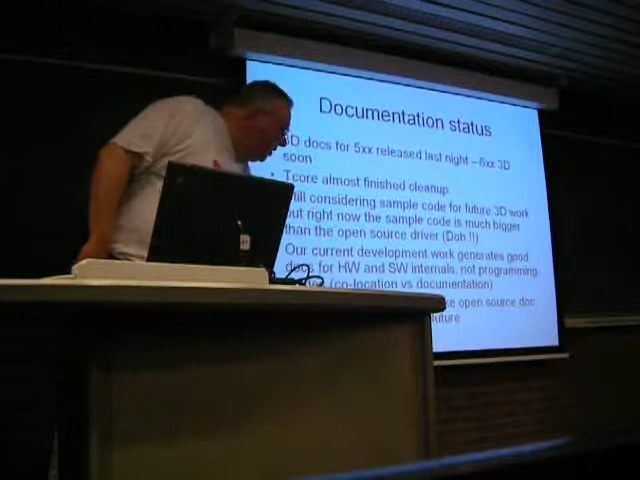 Documentation status
3D docs for 5xx released last night – 6xx 3D
soon
• Tcore almost finished cleanup
still considering sample code for future 3D work
but right now the sample code is much bigger
than the open source driver (Doh !!)
Our current development work generates good
docs for HW and SW internals, not programming
(co-location vs documentation)
open source doc
future